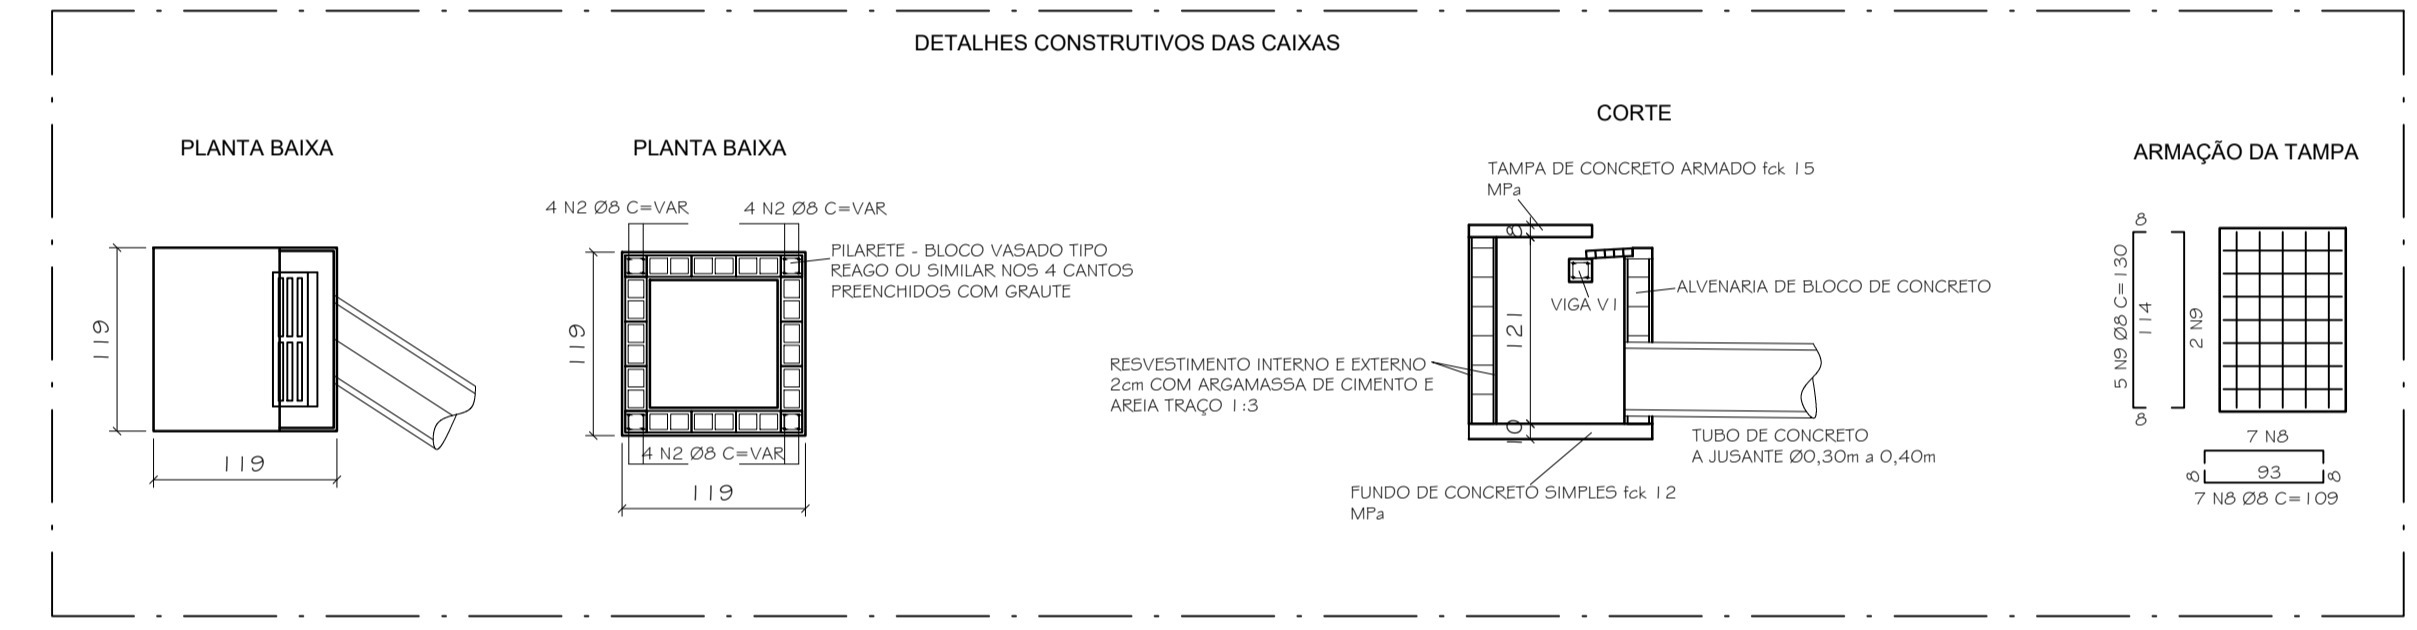 DETALHES CONSTRUTIVOS DAS CAIXAS
PLANTA BAIXA
119
119
PLANTA BAIXA
4 N2 Ø8 C=VAR
4 N2 Ø8 C=VAR
PILARETE - BLOCO VASADO TIPO
REAGO OU SIMILAR NOS 4 CANTOS
PREENCHIDOS COM GRAUTE
119
4 N2 Ø8 C=VAR
119
CORTE
TAMPA DE CONCRETO ARMADO fck 15
MPa
8
ALVENARIA DE BLOCO DE CONCRETO
VIGA V1
121
RESVESTIMENTO INTERNO E EXTERNO
2cm COM ARGAMASSA DE CIMENTO E
AREIA TRAÇO 1:3
10
TUBO DE CONCRETO
A JUSANTE Ø0,30m a 0,40m
FUNDO DE CONCRETO SIMPLES fck 12
MPa
ARMAÇÃO DA TAMPA
8
5 N9 Ø8 C=130
114
2 N9
8
7 N8
8
93
8
7 N8 Ø8 C=109